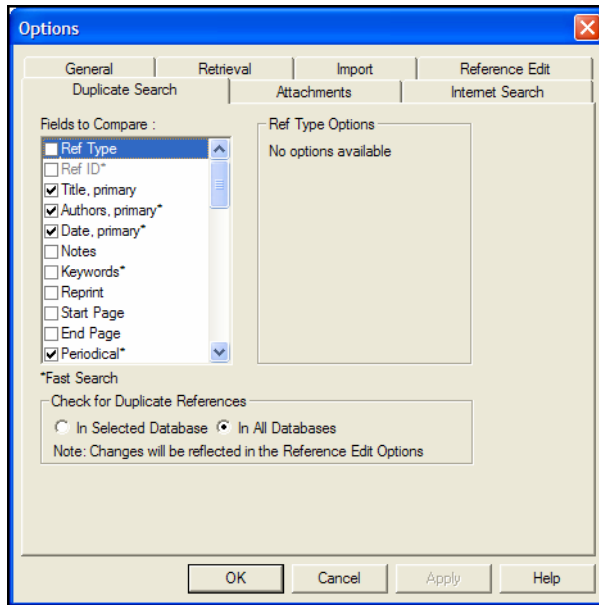 Options
General Retrieval Import Reference Edit
Duplicate Search Attachments Internet Search
Fields to Compare :
Ref Type
Ref ID*
Title, primary
Authors, primary*
Date, primary*
Notes
Keywords*
Reprint
Start Page
End Page
Periodical*
*Fast Search
Ref Type Options
No options available
Check for Duplicate References
In Selected Database In All Databases
Note: Changes will be reflected in the Reference Edit Options
OK Cancel Apply Help